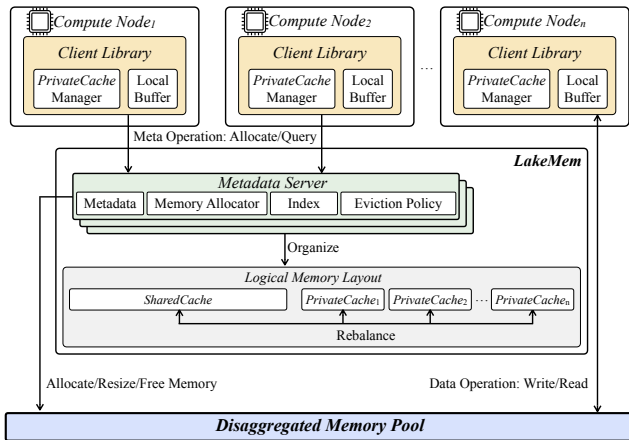 Compute Node1
Client Library
PrivateCache
Manager
Local
Buffer
Compute Node2
Client Library
PrivateCache
Manager
Local
Buffer
...
Compute Noden
Client Library
PrivateCache
Manager
Local
Buffer
Meta Operation: Allocate/Query
LakeMem
Metadata Server
Metadata
Memory Allocator
Index
Eviction Policy
Organize
Logical Memory Layout
SharedCache
PrivateCache1
PrivateCache2
...
PrivateCachen
Rebalance
Allocate/Resize/Free Memory
Data Operation: Write/Read
Disaggregated Memory Pool